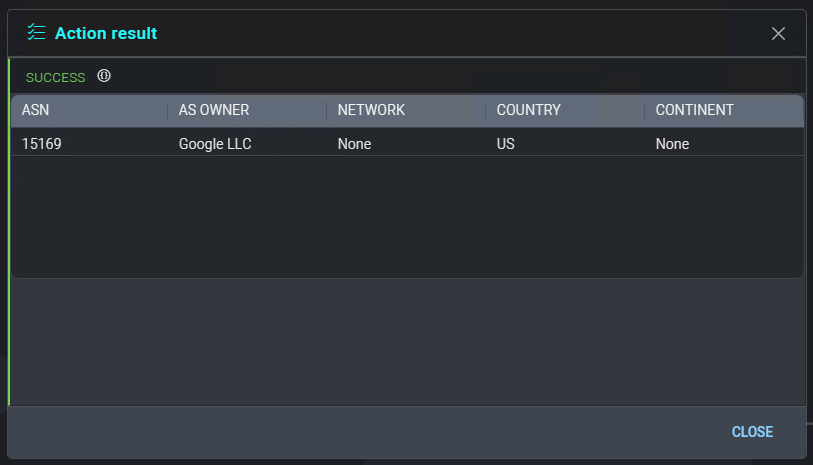 Action result
SUCCESS
ASN AS OWNER NETWORK COUNTRY CONTINENT
15169 Google LLC None US None
CLOSE